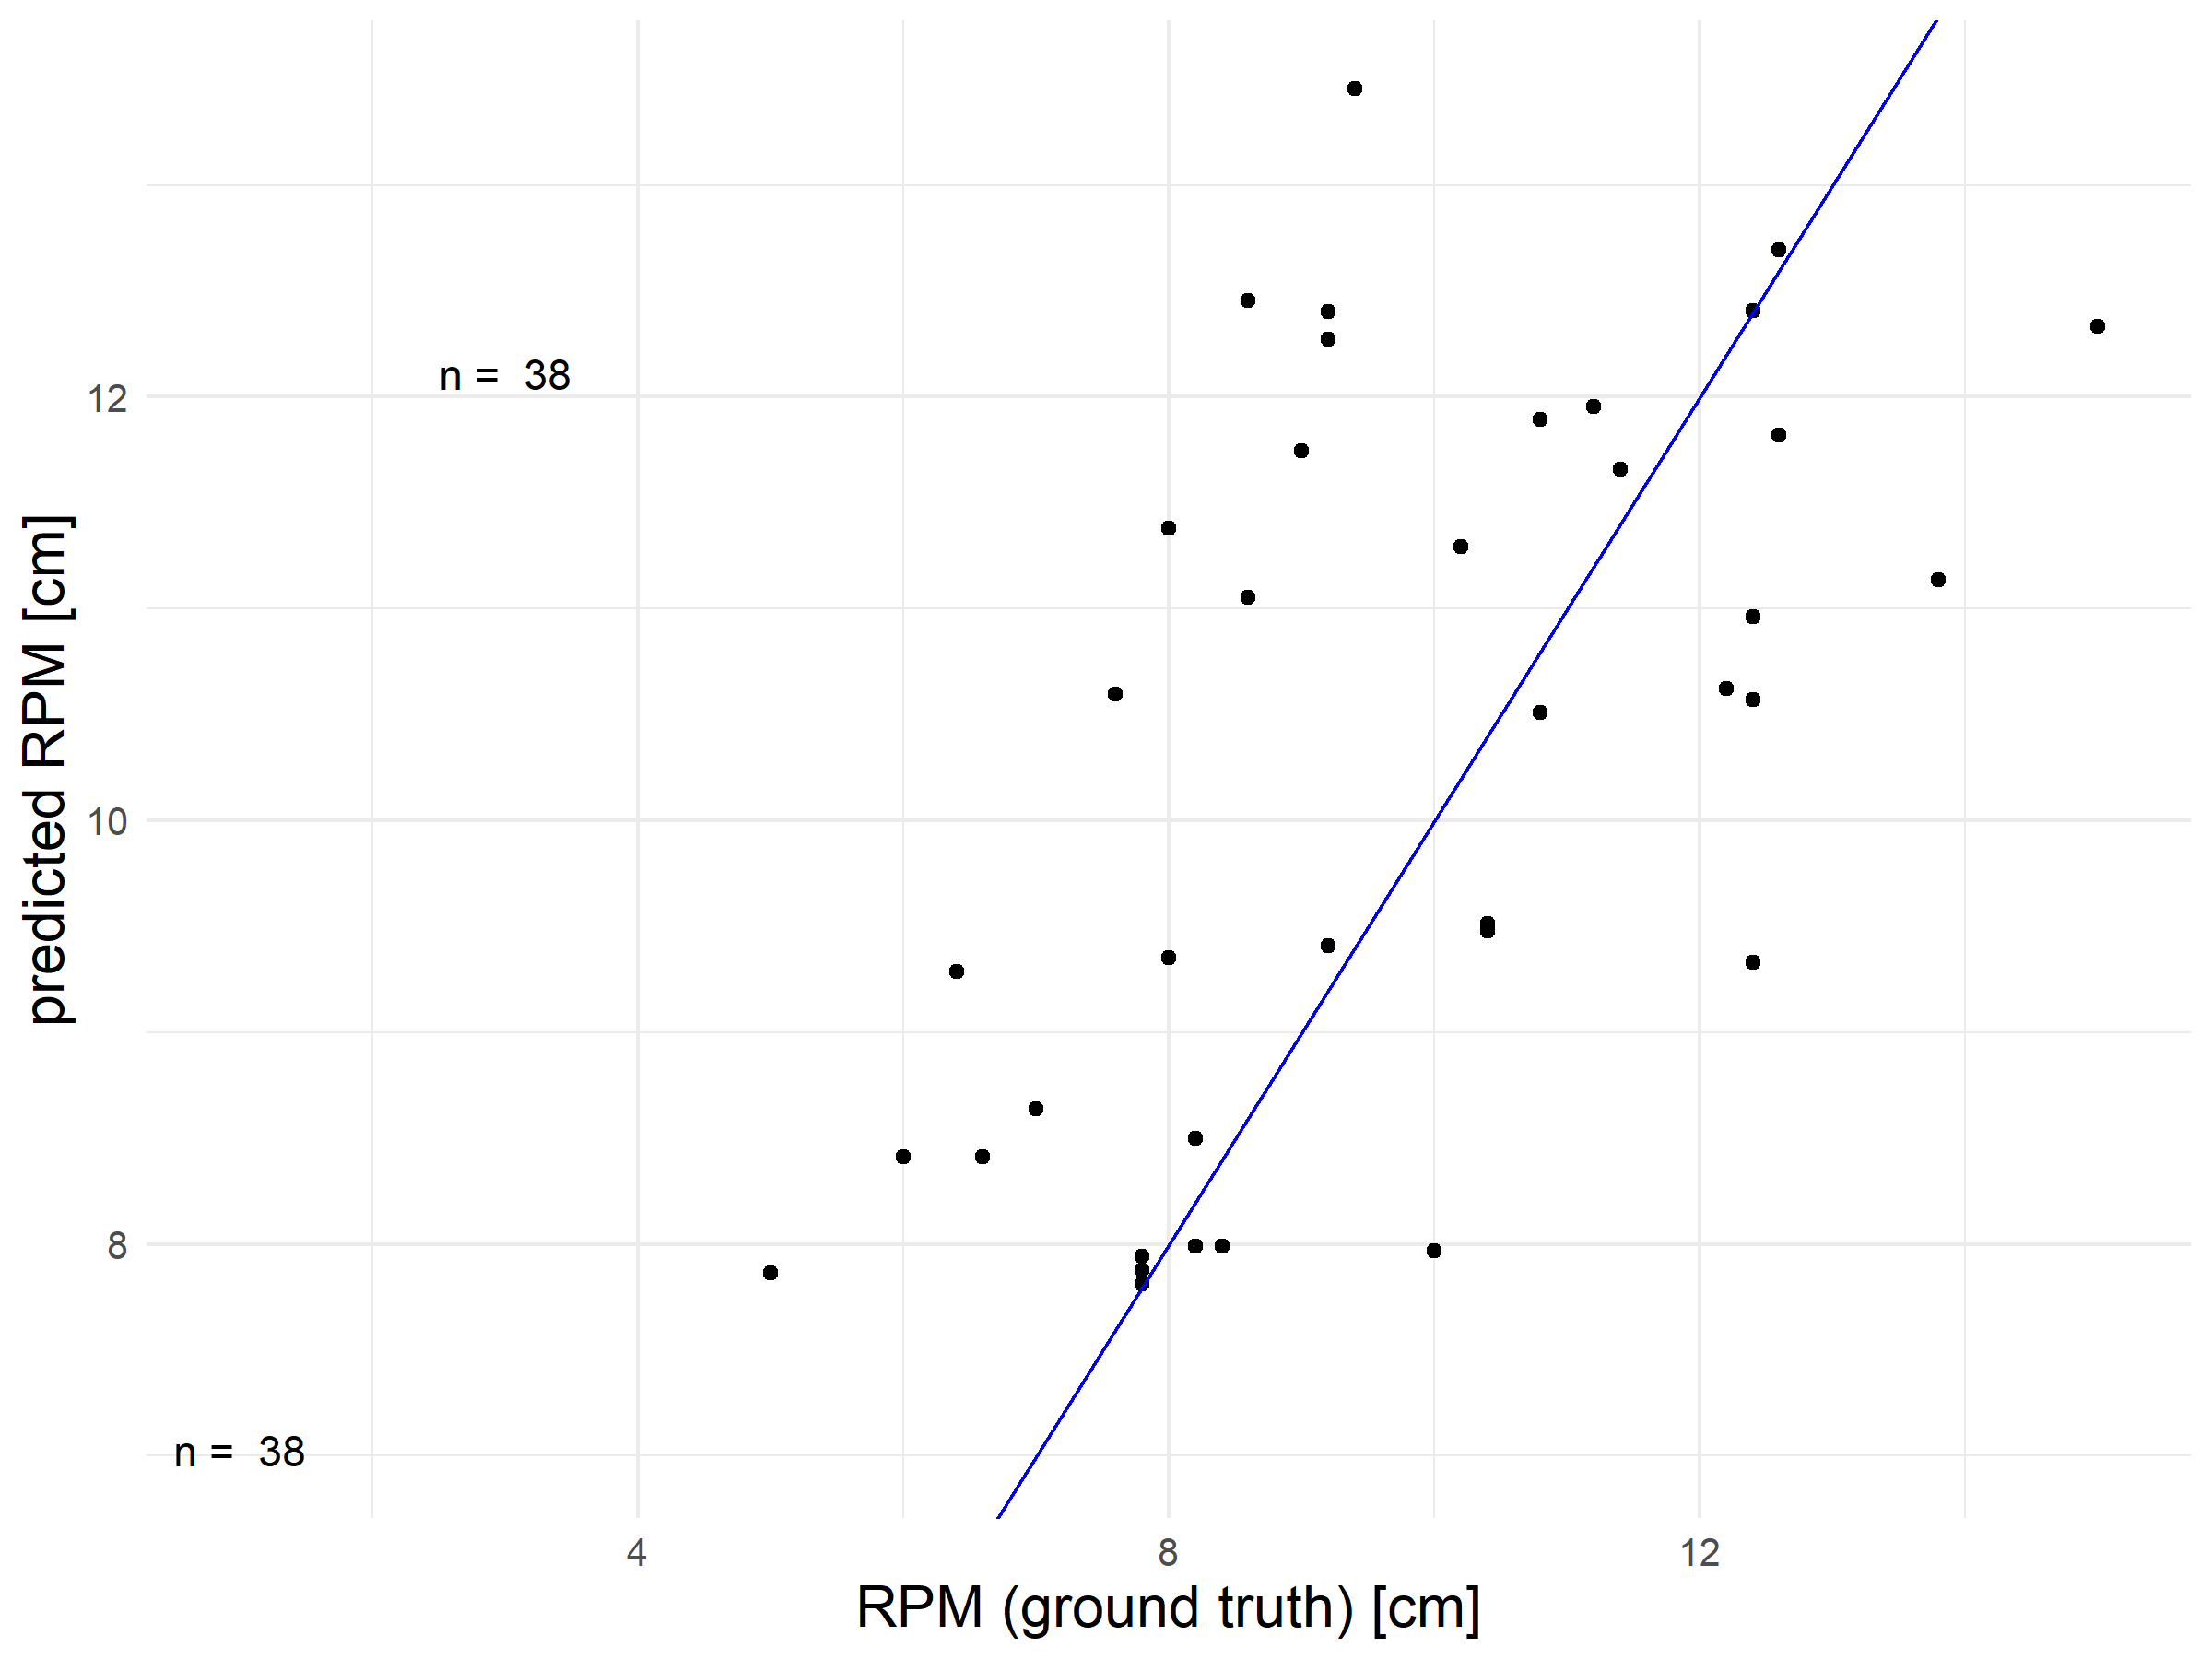 n =  38
12
10
8
n =  38
4
8
12
RPM (ground truth) [cm]
predicted RPM [cm]